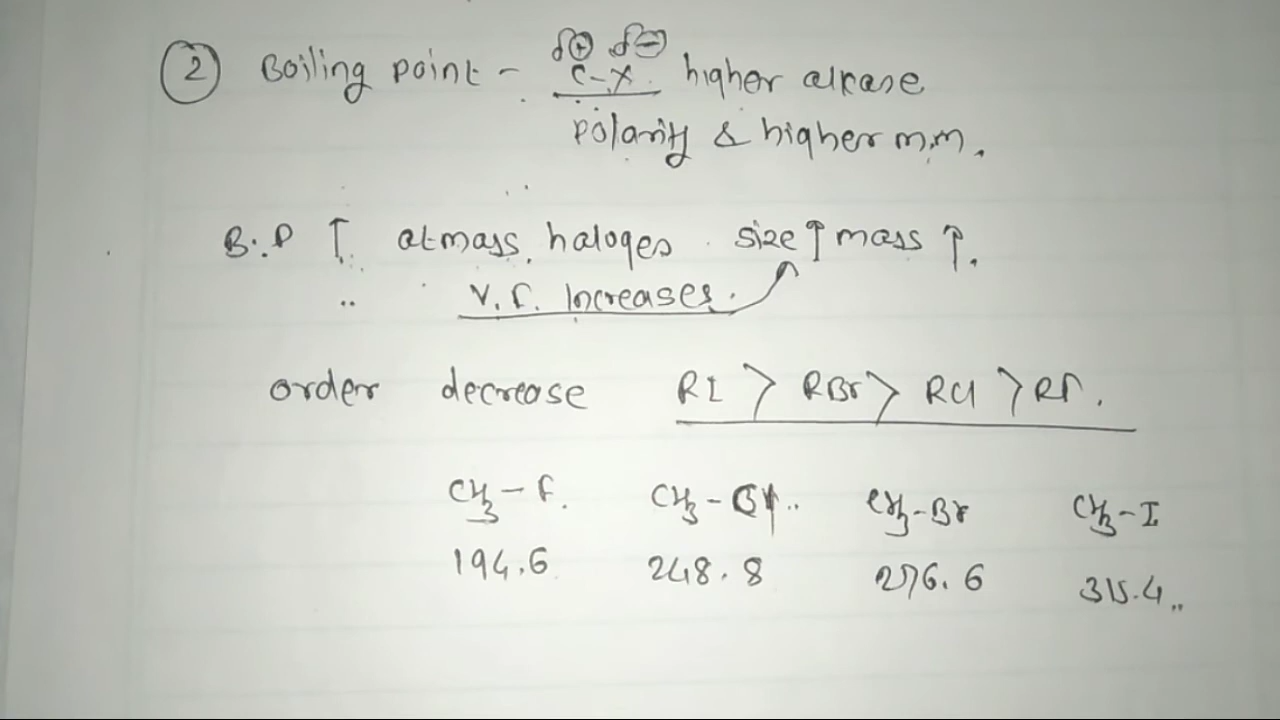 ② Boiling point - C-X higher alkane
δ⊕ δ⊖
polarity & higher m.m.
B.P ↑ at mass, haloges size ↑ mass ↑.
V.F. Increases.
order decrease RI > RBr > RCl > RF.
CH3-F. CH3-Cl.. CH3-Br CH3-I
194.6 248.8 276.6 315.4..